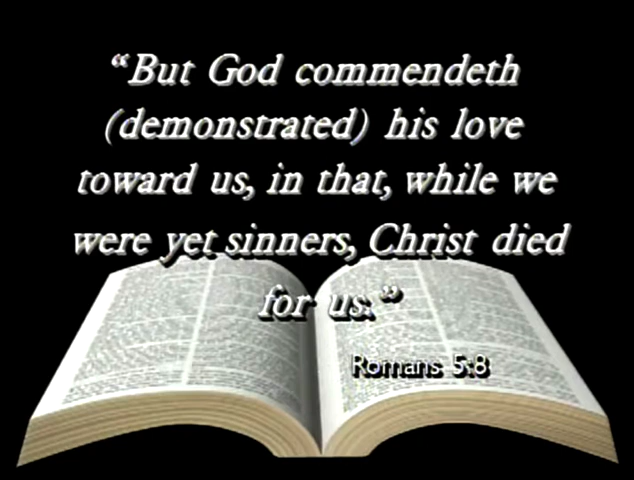 “But God commendeth
(demonstrated) his love
toward us, in that, while we
were yet sinners, Christ died
for us.”
Romans 5:8